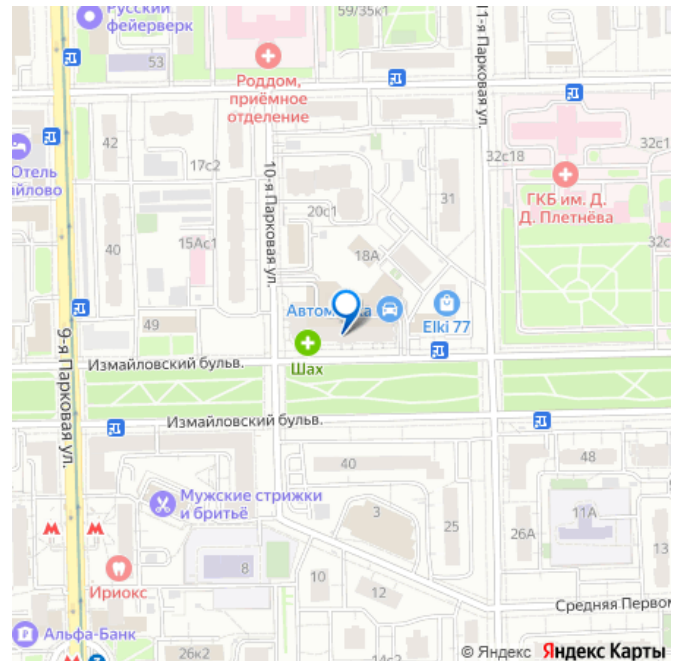 Русский
фейерверк
59/35к1
53
Роддом,
приёмное
отделение
11-я Парковая ул.
42
17с2
32с18
32с1
Отель
айлово
10-я Парковая ул.
20с1
31
ГКБ им. Д.
Д. Плетнёва
40
15Ас1
18А
32с
49
Автом
ка
Elki 77
9-я Парковая ул.
Измайловский бульв.
Шах
Измайловский бульв.
40
48
Мужские стрижки
и бритьё
3
25
26А
11А
13
8
10
12
Ириокс
Средняя Первом
Альфа-Банк
26к2
14с2
© Яндекс Яндекс Карты